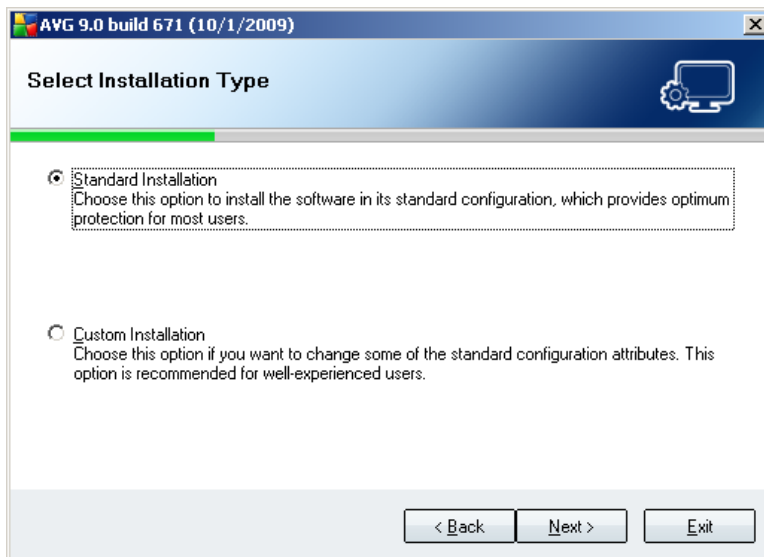 AVG 9.0 build 671 (10/1/2009)
Select Installation Type
Standard Installation
Choose this option to install the software in its standard configuration, which provides optimum
protection for most users.
Custom Installation
Choose this option if you want to change some of the standard configuration attributes. This
option is recommended for well-experienced users.
< Back
Next >
Exit